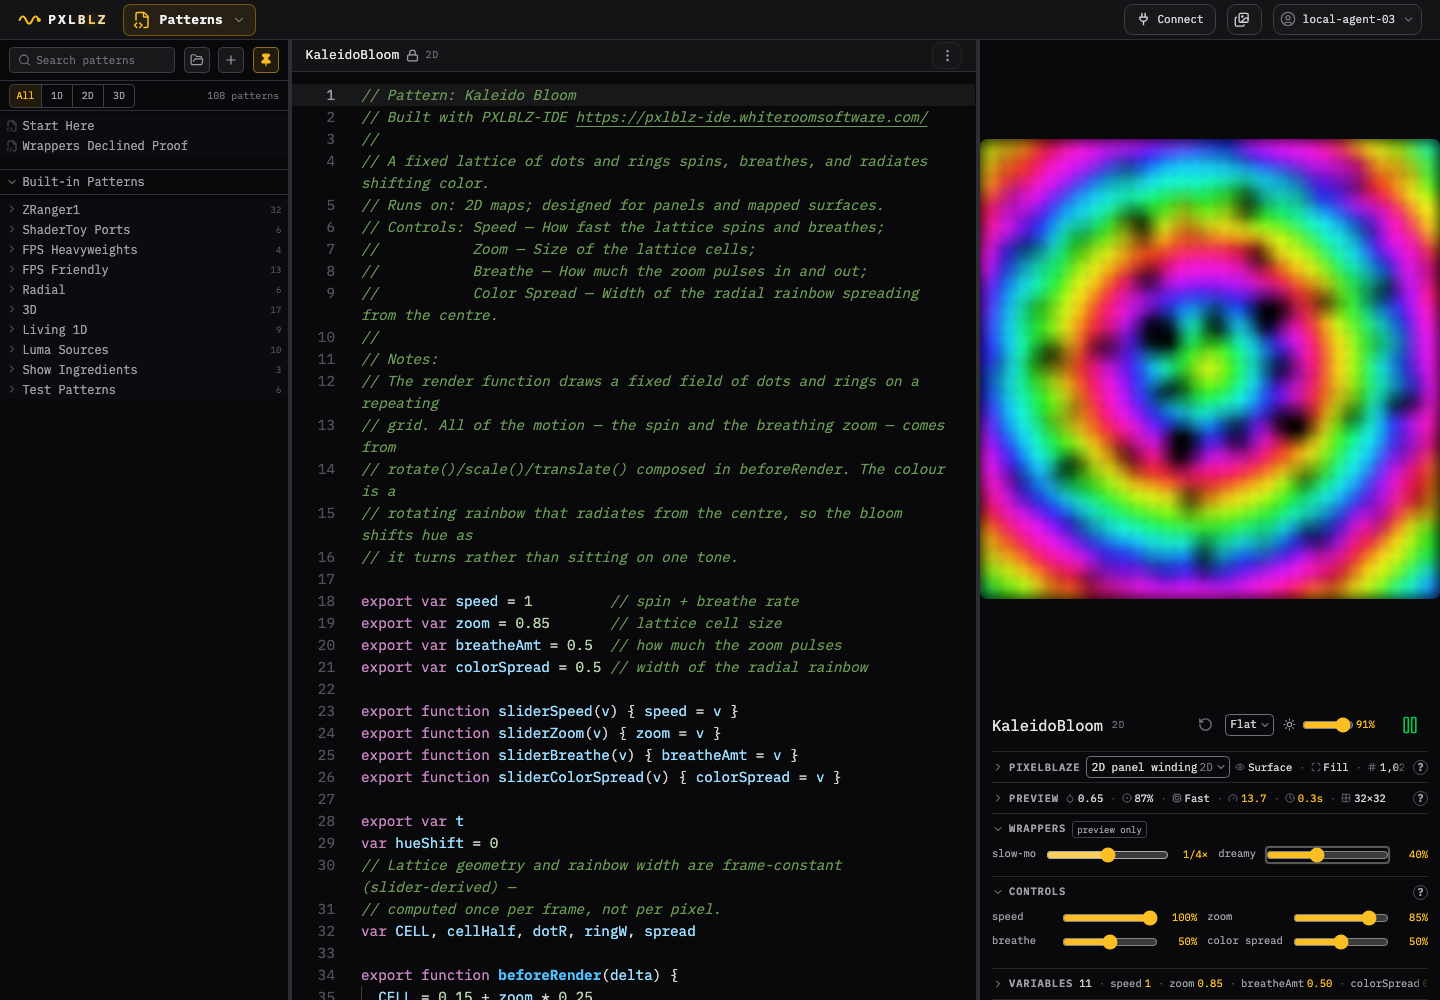 PXLBLZ
Patterns
Connect
local-agent-03
Search patterns
All 1D 2D 3D
108 patterns
Start Here
Wrappers Declined Proof
Built-in Patterns
ZRanger1 32
ShaderToy Ports 6
FPS Heavyweights 4
FPS Friendly 13
Radial 6
3D 17
Living 1D 9
Luma Sources 10
Show Ingredients 3
Test Patterns 6
KaleidoBloom 2D
1 // Pattern: Kaleido Bloom
2 // Built with PXLBLZ-IDE https://pxlblz-ide.whiteroomsoftware.com/
3 //
4 // A fixed lattice of dots and rings spins, breathes, and radiates
shifting color.
5 // Runs on: 2D maps; designed for panels and mapped surfaces.
6 // Controls: Speed — How fast the lattice spins and breathes;
7 // Zoom — Size of the lattice cells;
8 // Breathe — How much the zoom pulses in and out;
9 // Color Spread — Width of the radial rainbow spreading
from the centre.
10 //
11 // Notes:
12 // The render function draws a fixed field of dots and rings on a
repeating
13 // grid. All of the motion — the spin and the breathing zoom — comes
from
14 // rotate()/scale()/translate() composed in beforeRender. The colour
is a
15 // rotating rainbow that radiates from the centre, so the bloom
shifts hue as
16 // it turns rather than sitting on one tone.
17
18 export var speed = 1 // spin + breathe rate
19 export var zoom = 0.85 // lattice cell size
20 export var breatheAmt = 0.5 // how much the zoom pulses
21 export var colorSpread = 0.5 // width of the radial rainbow
22
23 export function sliderSpeed(v) { speed = v }
24 export function sliderZoom(v) { zoom = v }
25 export function sliderBreathe(v) { breatheAmt = v }
26 export function sliderColorSpread(v) { colorSpread = v }
27
28 export var t
29 var hueShift = 0
30 // Lattice geometry and rainbow width are frame-constant
(slider-derived) —
31 // computed once per frame, not per pixel.
32 var CELL, cellHalf, dotR, ringW, spread
33
34 export function beforeRender(delta) {
35 CELL = 0.15 + zoom * 0.25
KaleidoBloom 2D
Flat
91%
PIXELBLAZE 2D panel winding 2D Surface · Fill · # 1,02 ?
PREVIEW 0.65 · 87% · Fast · 13.7 · 0.3s · 32×32 ?
WRAPPERS preview only
slow-mo 1/4× dreamy 40%
CONTROLS ?
speed 100% zoom 85%
breathe 50% color spread 50%
VARIABLES 11 · speed 1 · zoom 0.85 · breatheAmt 0.50 · colorSpread